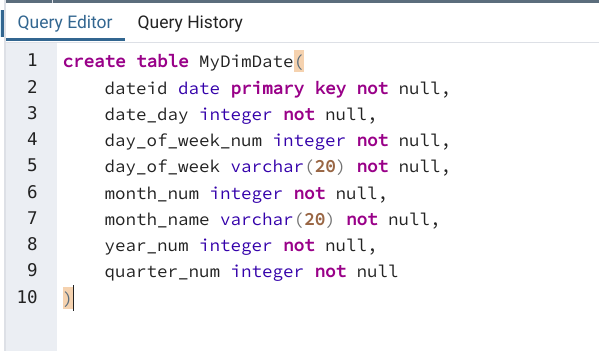 Query Editor Query History
1 create table MyDimDate(
2 dateid date primary key not null,
3 date_day integer not null,
4 day_of_week_num integer not null,
5 day_of_week varchar(20) not null,
6 month_num integer not null,
7 month_name varchar(20) not null,
8 year_num integer not null,
9 quarter_num integer not null
10 )